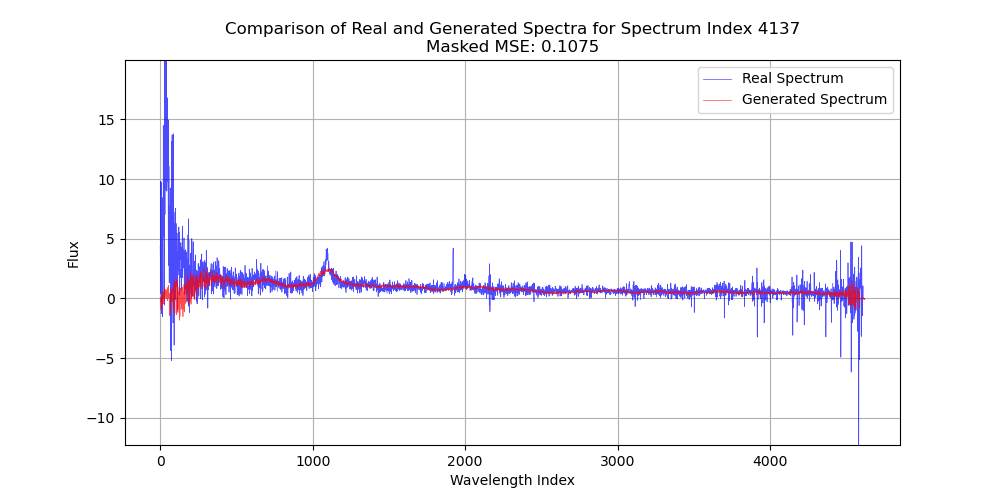 Comparison of Real and Generated Spectra for Spectrum Index 4137
Masked MSE: 0.1075
Real Spectrum
Generated Spectrum
Flux
15
10
5
0
−5
−10
0 1000 2000 3000 4000
Wavelength Index